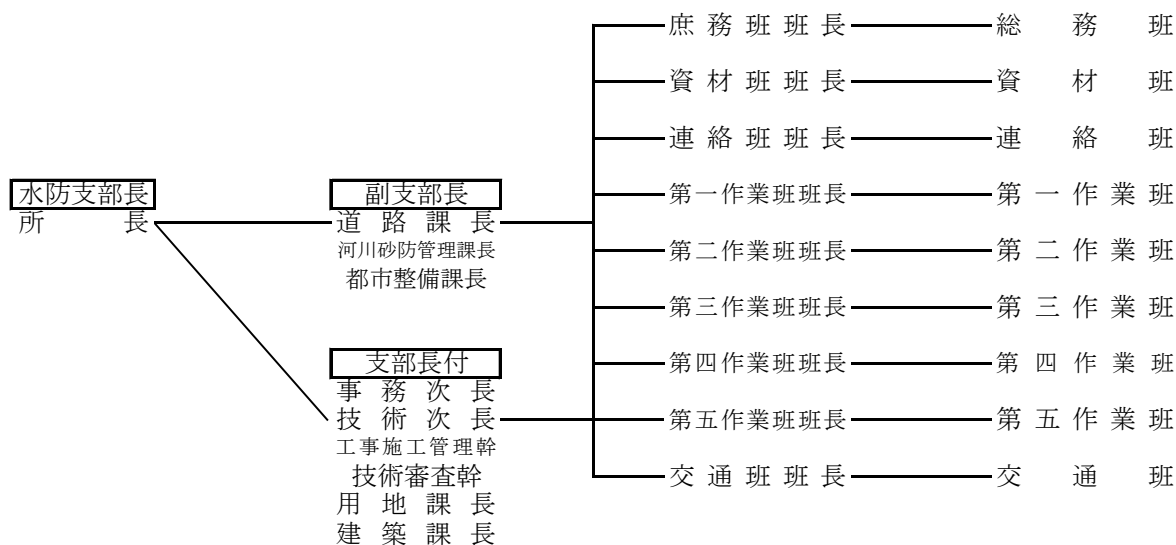 水防支部長
所長
副支部長
道路課長
河川砂防管理課長
都市整備課長
支部長付
事務次長
技術次長
工事施工管理幹
技術審査幹
用地課長
建築課長
庶務班班長 総務班
資材班班長 資材班
連絡班班長 連絡班
第一作業班班長 第一作業班
第二作業班班長 第二作業班
第三作業班班長 第三作業班
第四作業班班長 第四作業班
第五作業班班長 第五作業班
交通班班長 交通班